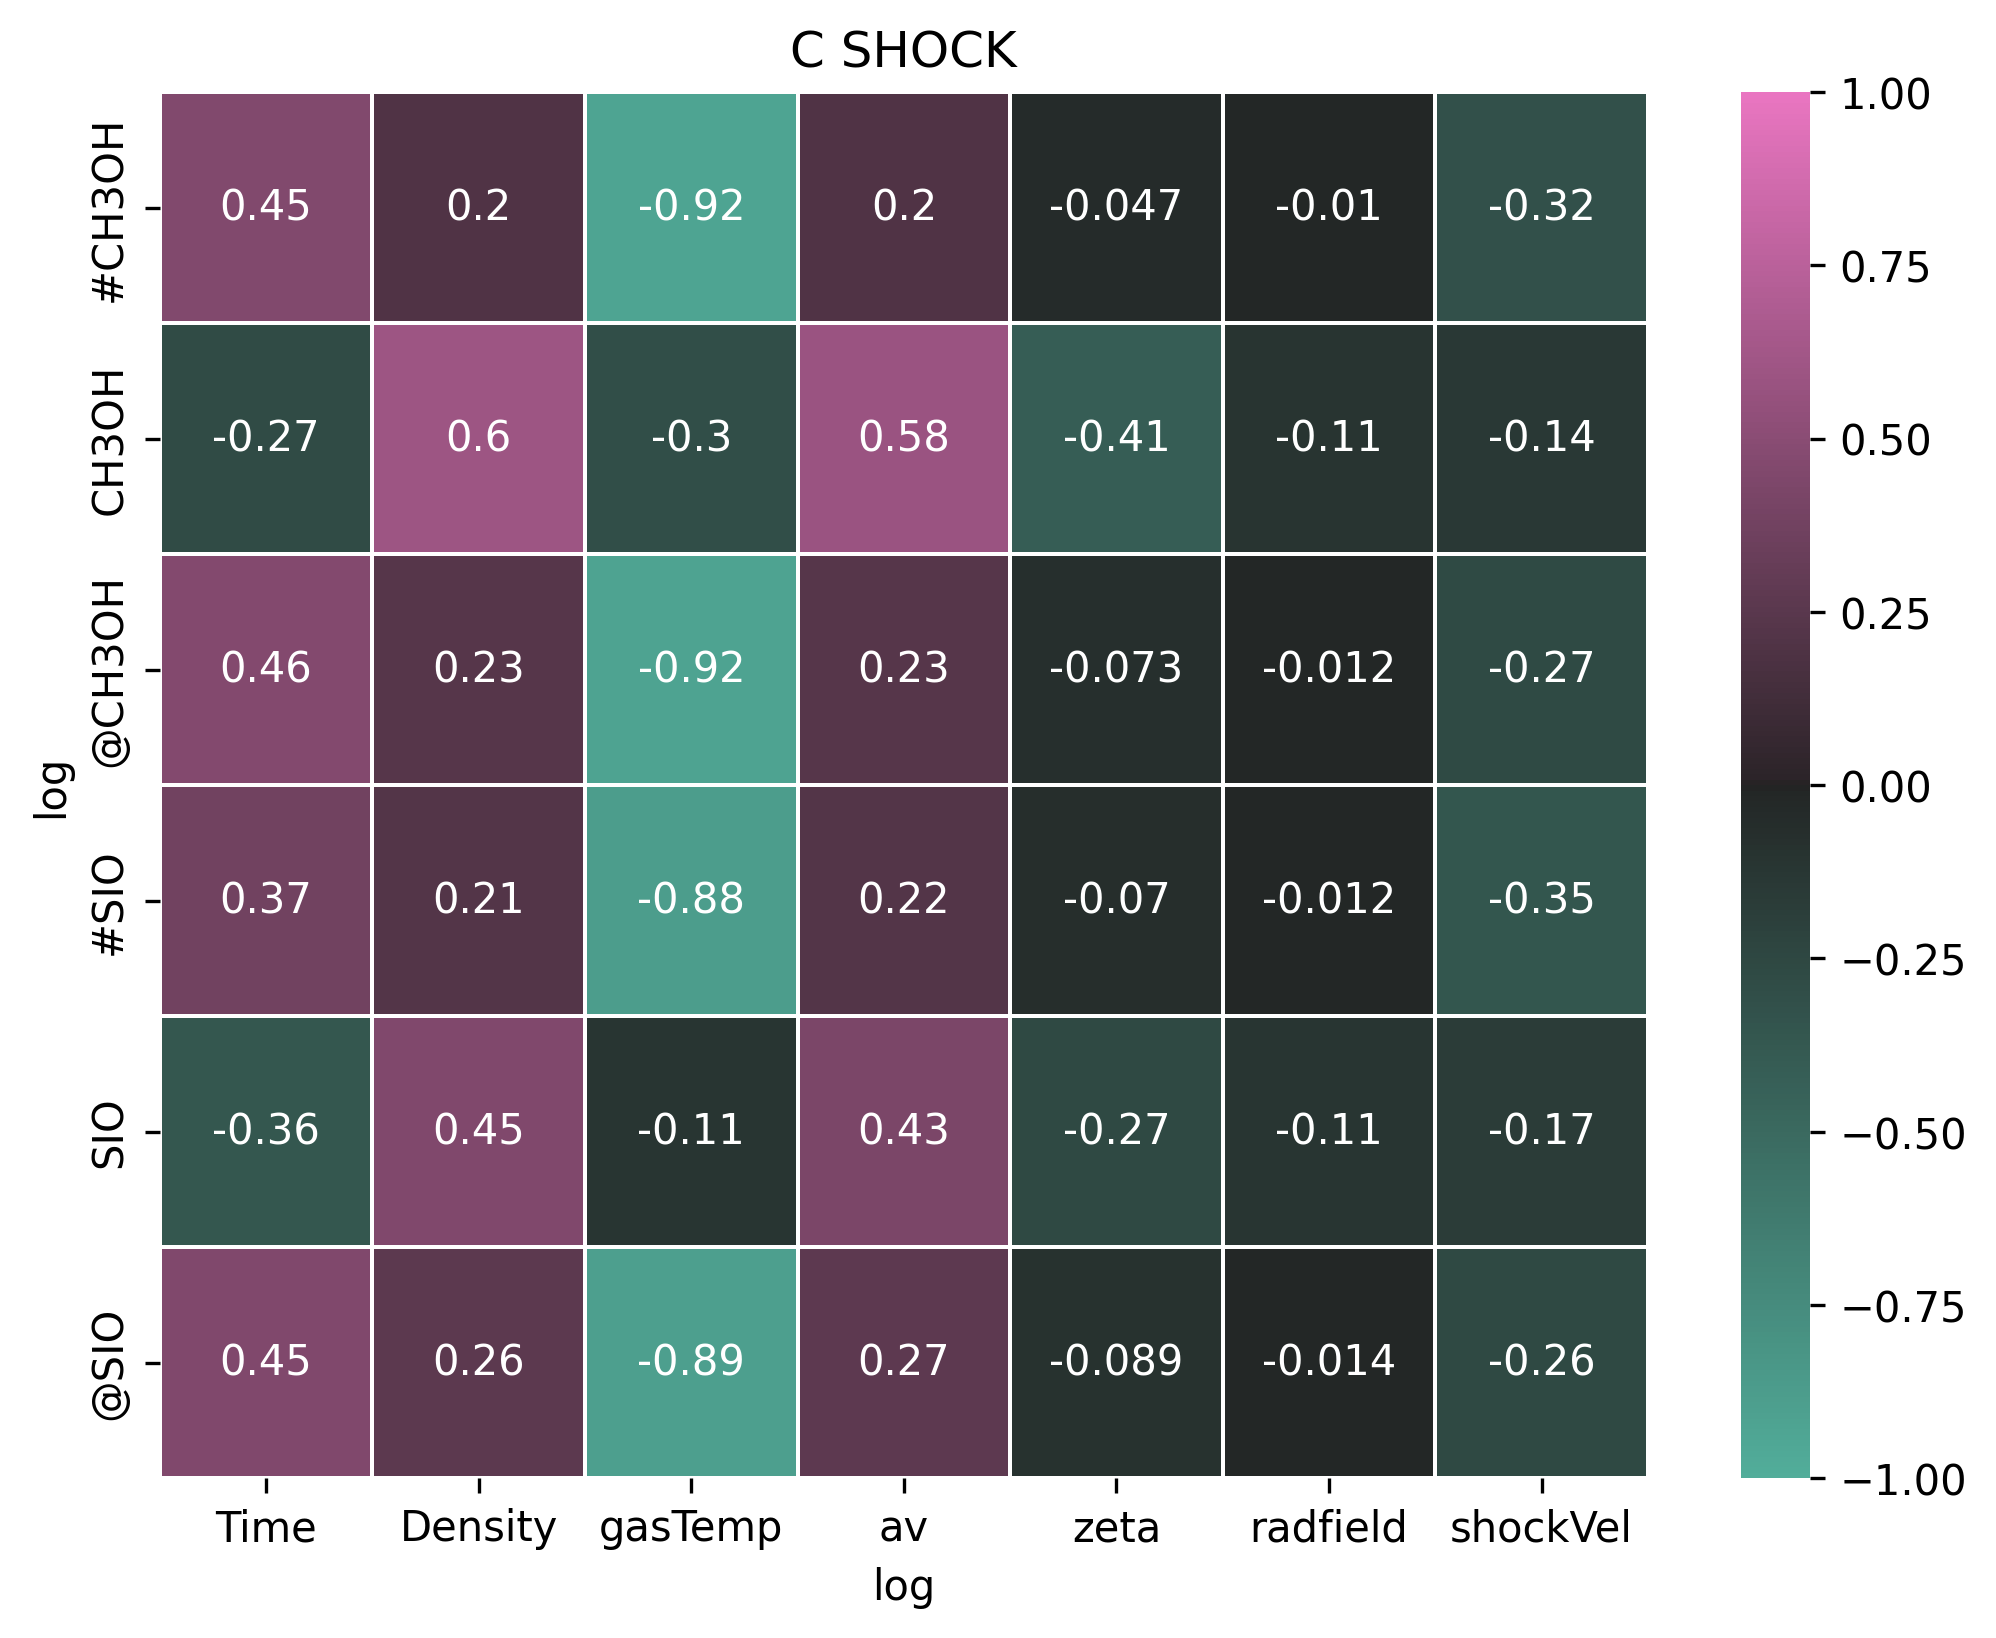 C SHOCK
#CH3OH 0.45 0.2 -0.92 0.2 -0.047 -0.01 -0.32
CH3OH -0.27 0.6 -0.3 0.58 -0.41 -0.11 -0.14
@CH3OH 0.46 0.23 -0.92 0.23 -0.073 -0.012 -0.27
#SIO 0.37 0.21 -0.88 0.22 -0.07 -0.012 -0.35
SIO -0.36 0.45 -0.11 0.43 -0.27 -0.11 -0.17
@SIO 0.45 0.26 -0.89 0.27 -0.089 -0.014 -0.26
log
Time Density gasTemp av zeta radfield shockVel
log
1.00
0.75
0.50
0.25
0.00
−0.25
−0.50
−0.75
−1.00